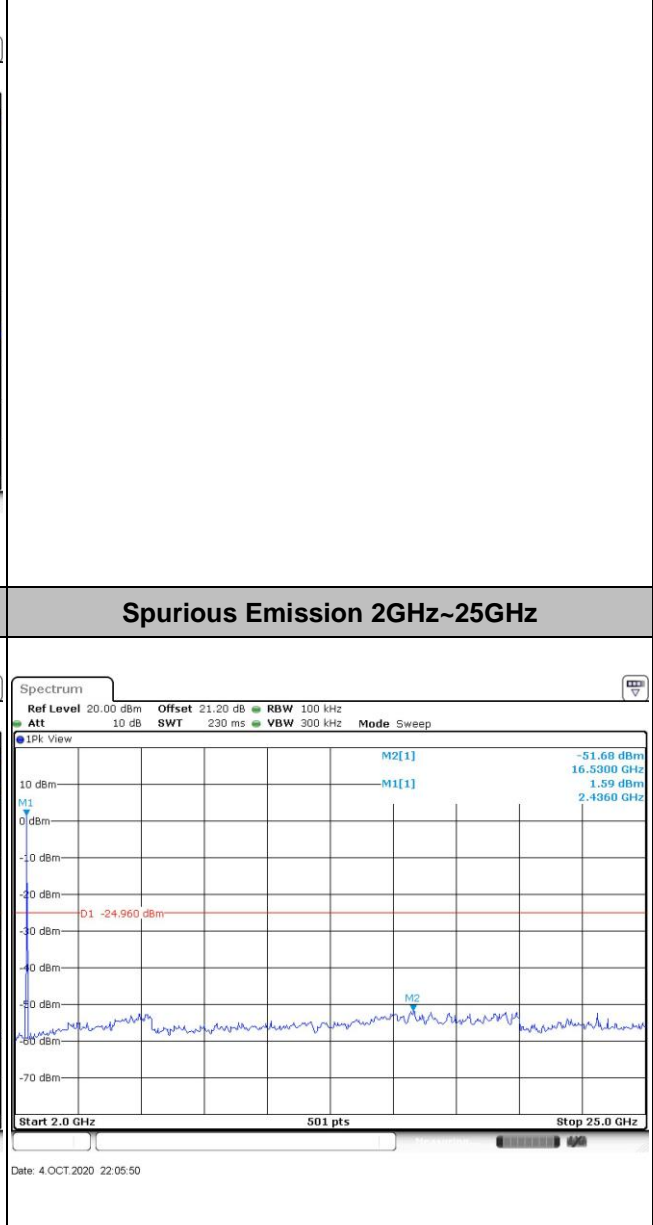 Spurious Emission 2GHz~25GHz
Spectrum
Ref Level 20.00 dBm Offset 21.20 dB RBW 100 kHz
Att 10 dB SWT 230 ms VBW 300 kHz Mode Sweep
1Pk View
M2[1] -51.68 dBm
16.5300 GHz
10 dBm M1[1] 1.59 dBm
2.4360 GHz
M1
0 dBm
-10 dBm
-20 dBm
D1 -24.960 dBm
-30 dBm
-40 dBm
M2
-50 dBm
-60 dBm
-70 dBm
Start 2.0 GHz 501 pts Stop 25.0 GHz
Date: 4.OCT.2020 22:05:50